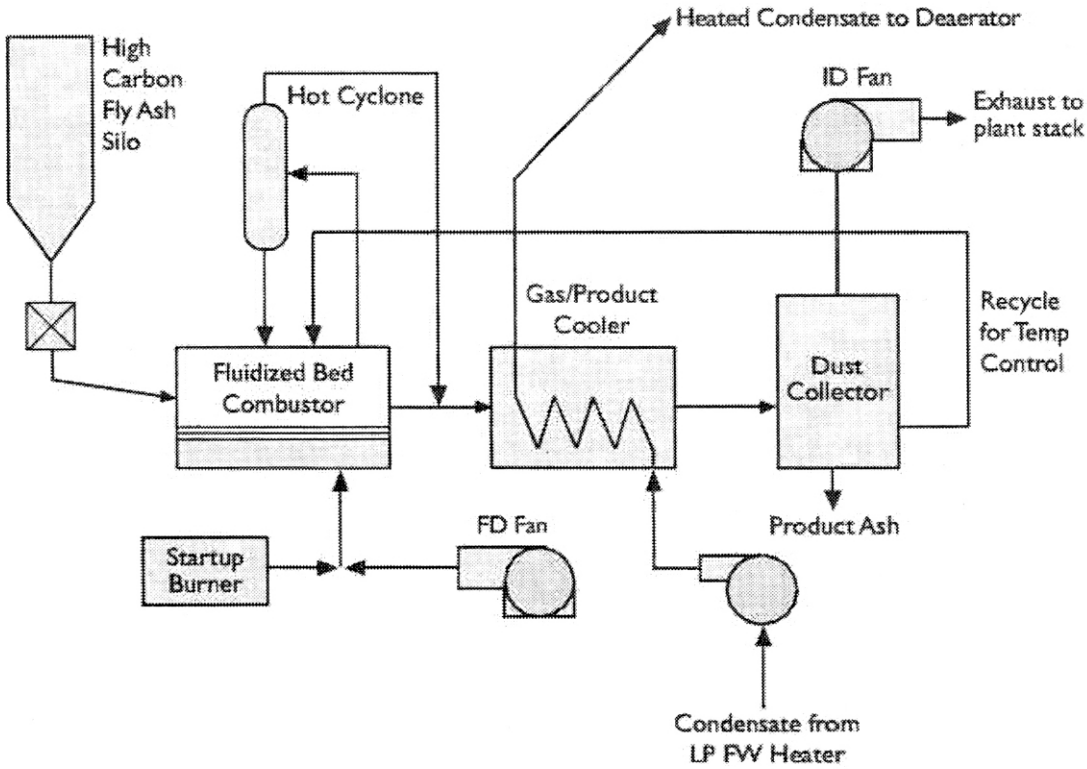 Heated Condensate to Deaerator
High
Carbon
Fly Ash
Silo
Hot Cyclone
ID Fan
Exhaust to
plant stack
Gas/Product
Cooler
Recycle
for Temp
Control
Fluidized Bed
Combustor
Dust
Collector
FD Fan
Product Ash
Startup
Burner
Condensate from
LP FW Heater